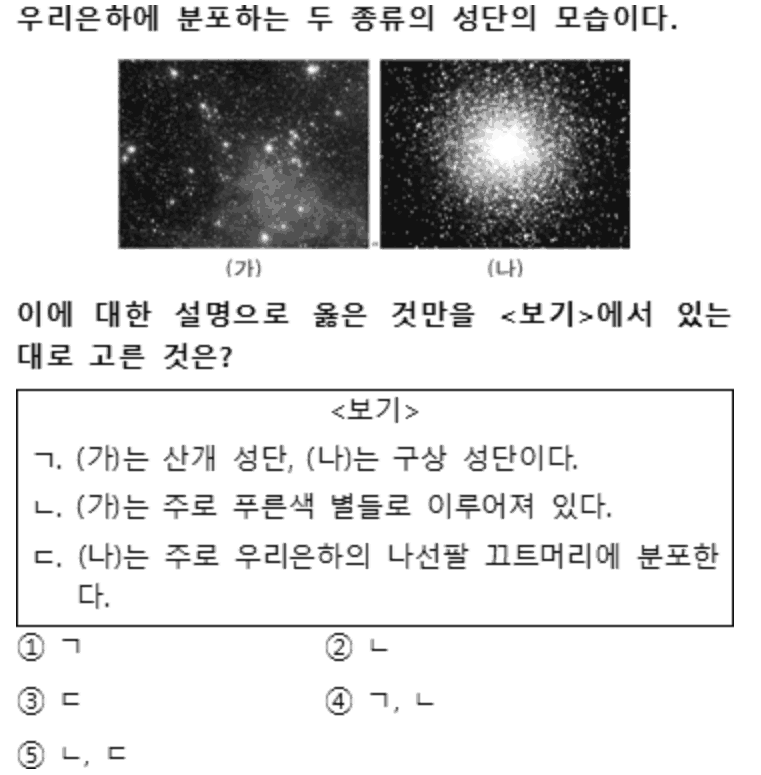 우리은하에 분포하는 두 종류의 성단의 모습이다.
(가) (나)
이에 대한 설명으로 옳은 것만을 <보기>에서 있는
대로 고른 것은?
<보기>
ㄱ. (가)는 산개 성단, (나)는 구상 성단이다.
ㄴ. (가)는 주로 푸른색 별들로 이루어져 있다.
ㄷ. (나)는 주로 우리은하의 나선팔 끄트머리에 분포한
다.
① ㄱ ② ㄴ
③ ㄷ ④ ㄱ, ㄴ
⑤ ㄴ, ㄷ